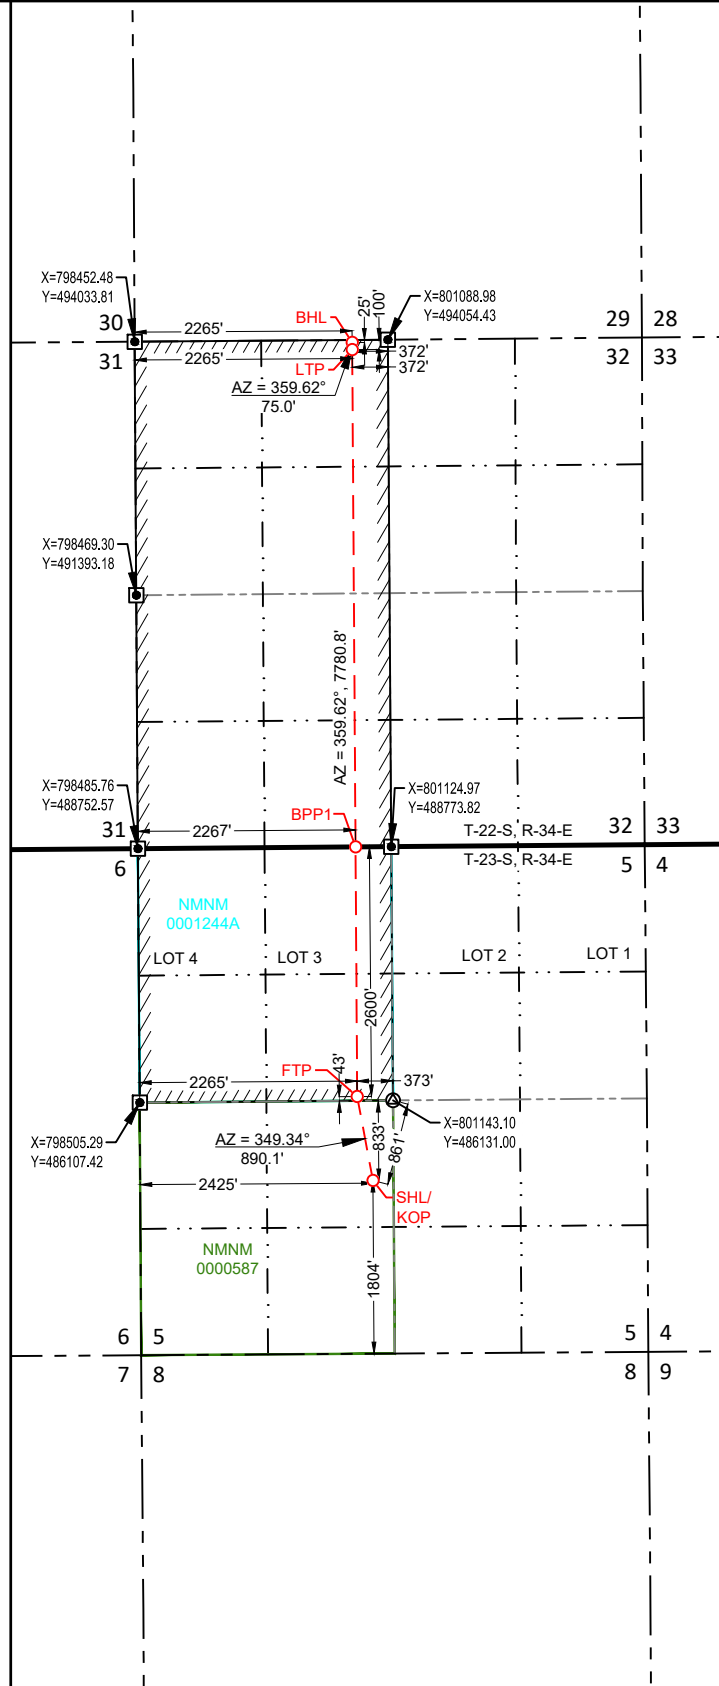 X=798452.48
Y=494033.81
X=801088.98
Y=494054.43
25'
100'
30
2265'
BHL
29
28
31
2265'
LTP
372'
372'
32
33
AZ = 359.62°
75.0'
X=798469.30
Y=491393.18
AZ = 359.62°, 7780.8'
X=798485.76
Y=488752.57
X=801124.97
Y=488773.82
BPP1
31
2267'
T-22-S, R-34-E
32
33
6
T-23-S, R-34-E
5
4
NMNM
0001244A
LOT 4
LOT 3
LOT 2
LOT 1
2600'
43'
FTP
2265'
373'
X=798505.29
Y=486107.42
AZ = 349.34°
890.1'
833'
861'
X=801143.10
Y=486131.00
2425'
SHL/
KOP
NMNM
0000587
1804'
6
5
5
4
7
8
8
9